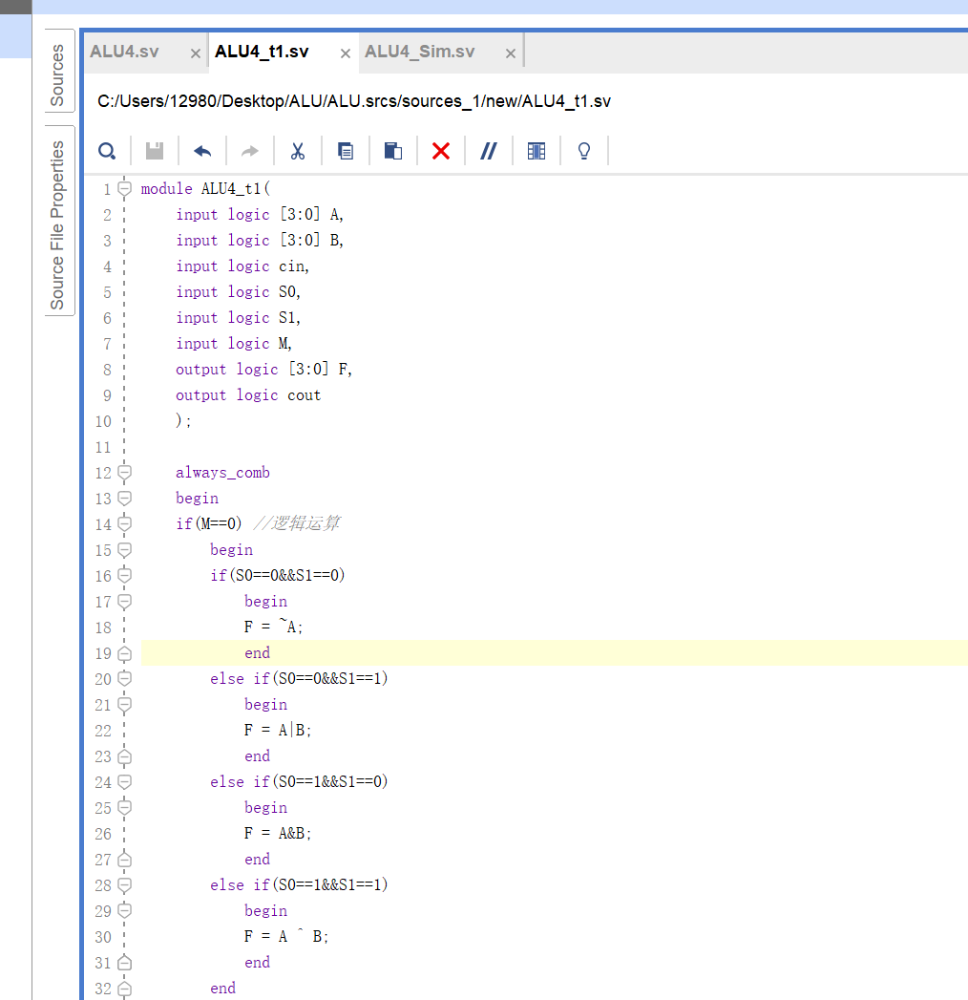 Sources
Source File Properties
ALU4.sv × ALU4_t1.sv × ALU4_Sim.sv ×
C:/Users/12980/Desktop/ALU/ALU.srcs/sources_1/new/ALU4_t1.sv
1 module ALU4_t1(
2 input logic [3:0] A,
3 input logic [3:0] B,
4 input logic cin,
5 input logic S0,
6 input logic S1,
7 input logic M,
8 output logic [3:0] F,
9 output logic cout
10 );
11
12 always_comb
13 begin
14 if(M==0) //逻辑运算
15 begin
16 if(S0==0&&S1==0)
17 begin
18 F = ~A;
19 end
20 else if(S0==0&&S1==1)
21 begin
22 F = A|B;
23 end
24 else if(S0==1&&S1==0)
25 begin
26 F = A&B;
27 end
28 else if(S0==1&&S1==1)
29 begin
30 F = A ^ B;
31 end
32 end